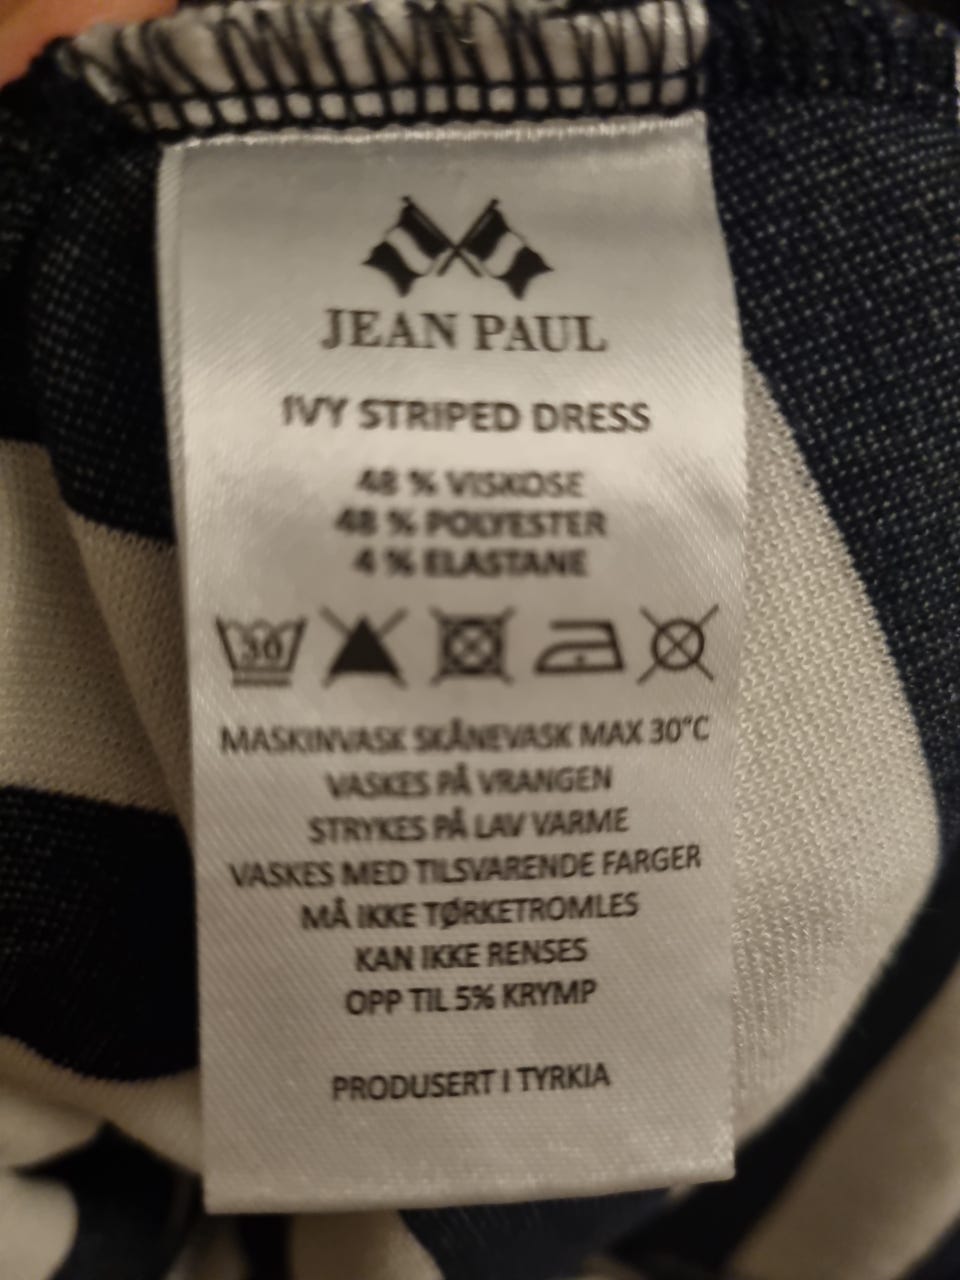 JEAN PAUL
IVY STRIPED DRESS
48 % VISKOSE
48 % POLYESTER
4 % ELASTANE
30
MASKINVASK SKÅNEVASK MAX 30°C
VASKES PÅ VRANGEN
STRYKES PÅ LAV VARME
VASKES MED TILSVARENDE FARGER
MÅ IKKE TØRKETROMLES
KAN IKKE RENSES
OPP TIL 5% KRYMP
PRODUSERT I TYRKIA